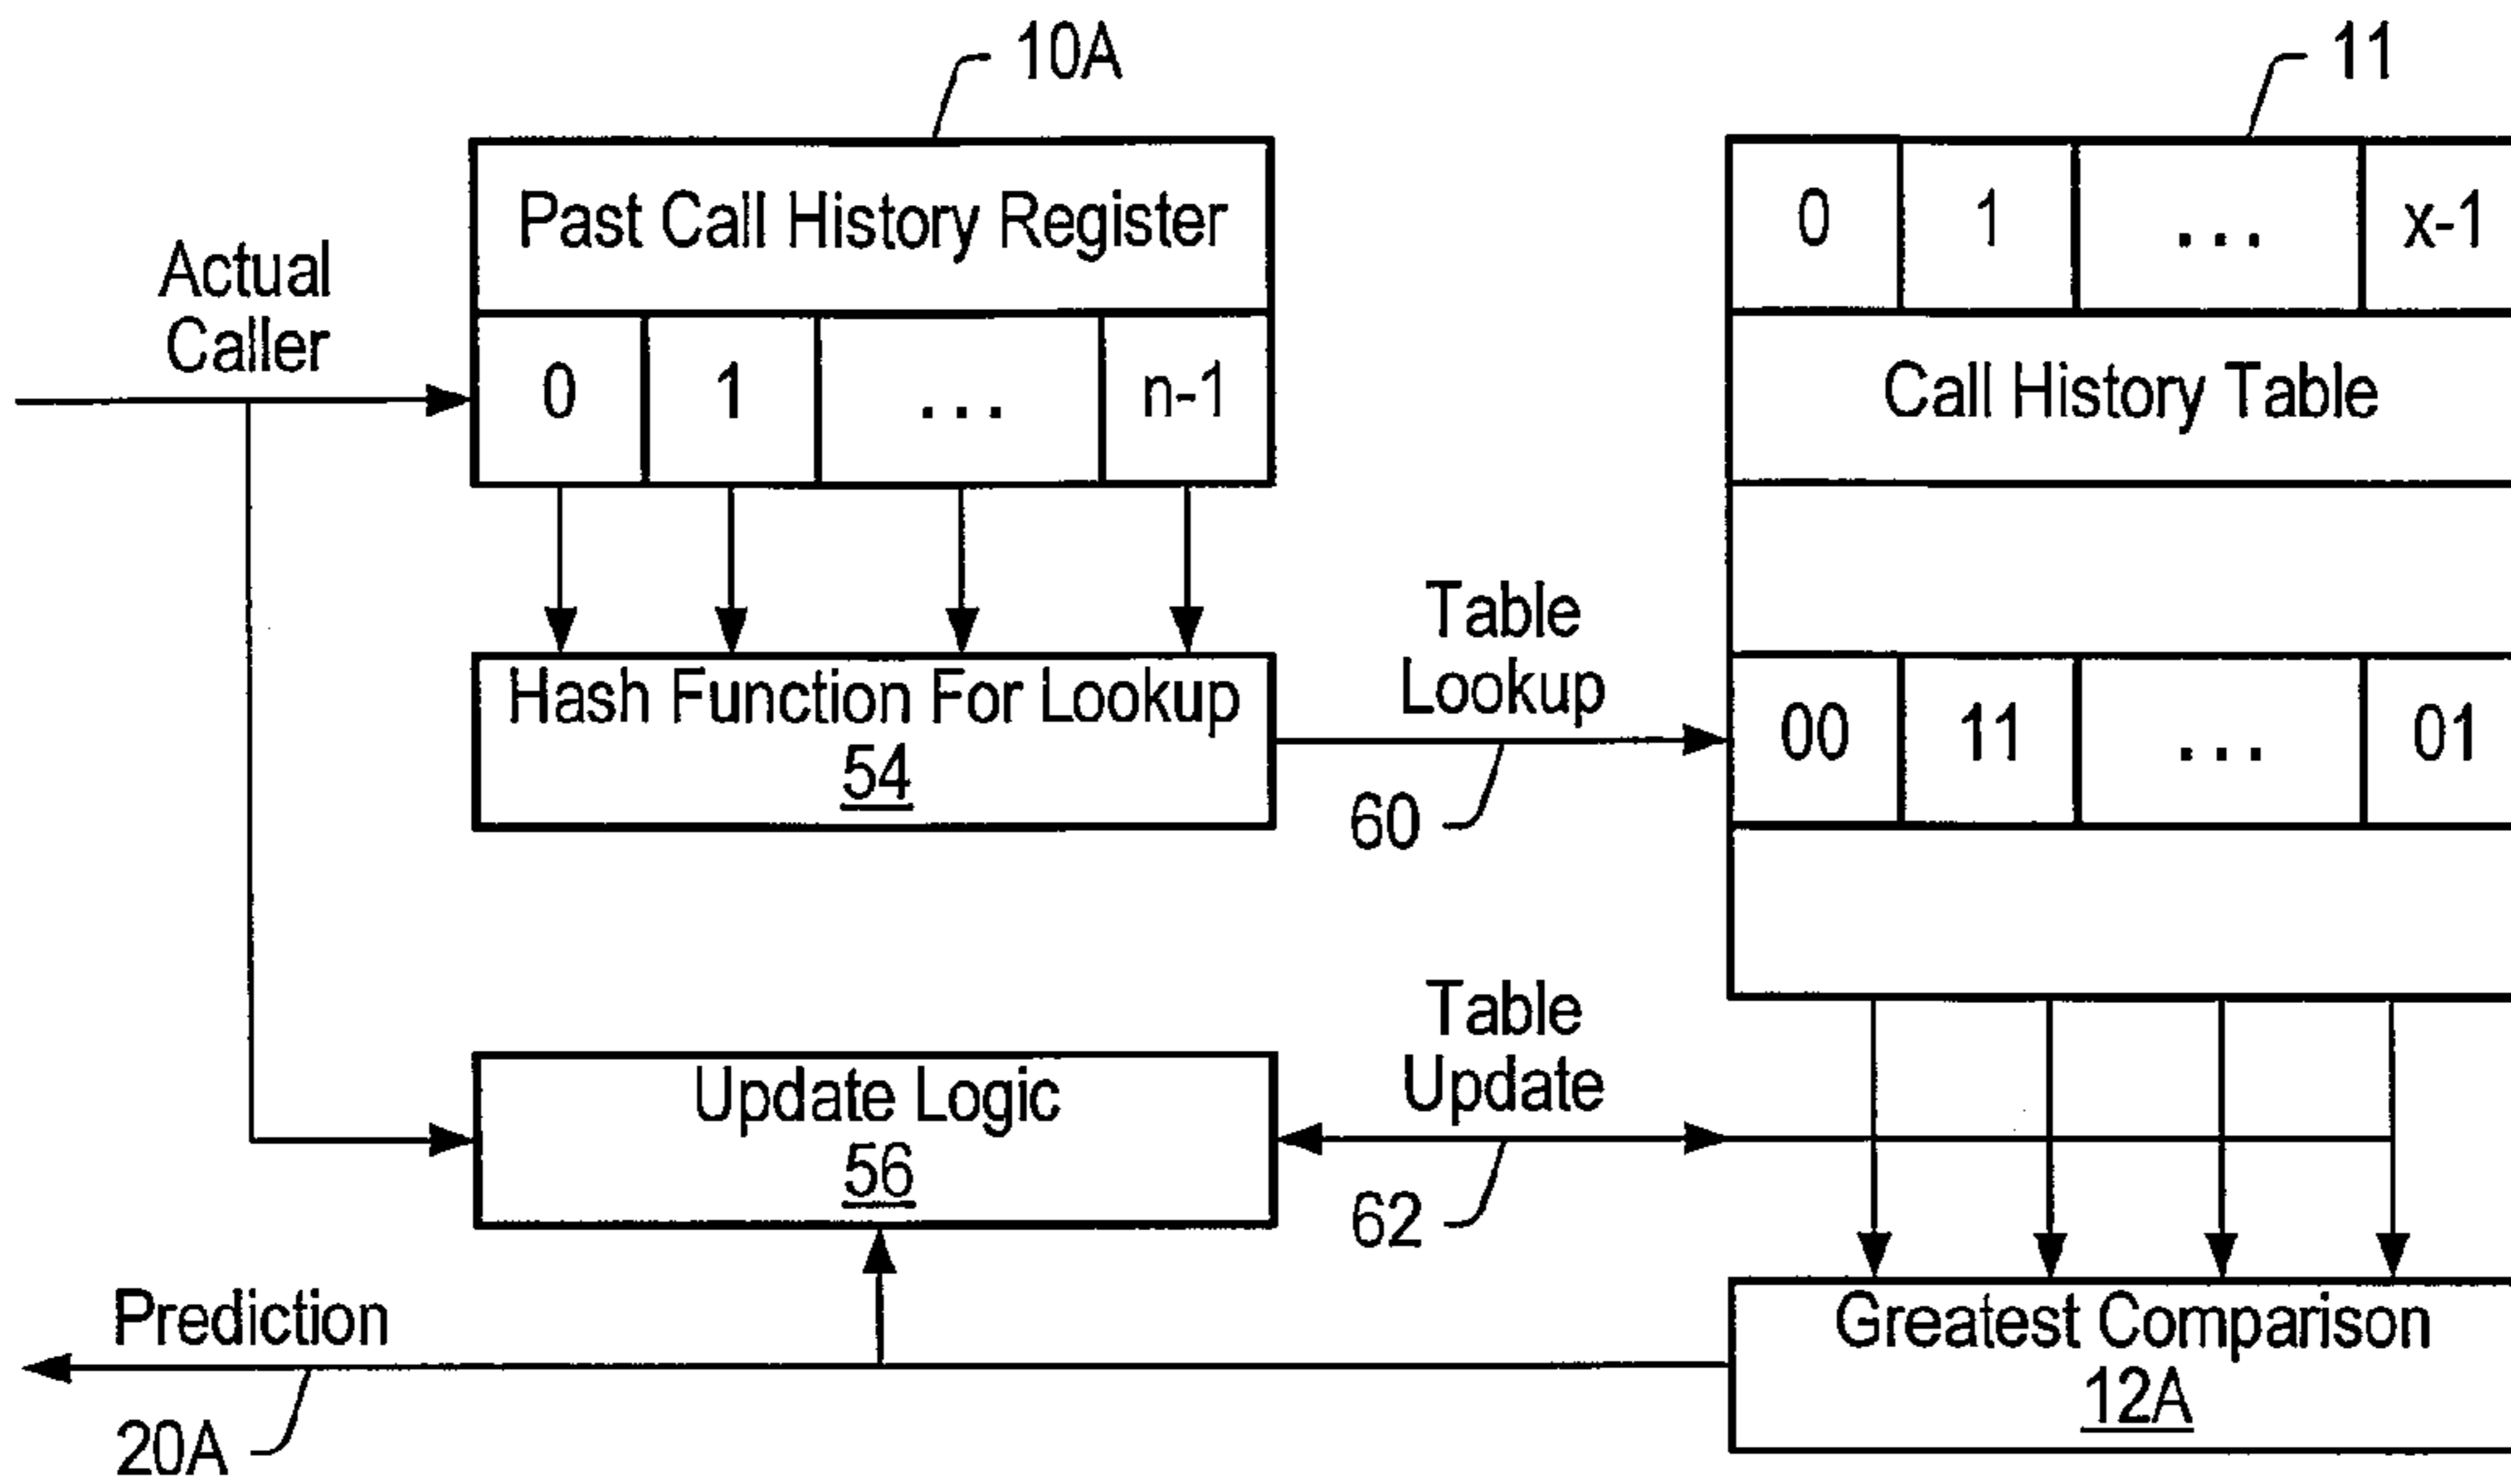 10A
11
Past Call History Register
0 1 ... x-1
Actual
Caller
0 1 ... n-1
Call History Table
Table
Lookup
Hash Function For Lookup
54
00 11 ... 01
60
Table
Update
Update Logic
56
62
Prediction
Greatest Comparison
12A
20A